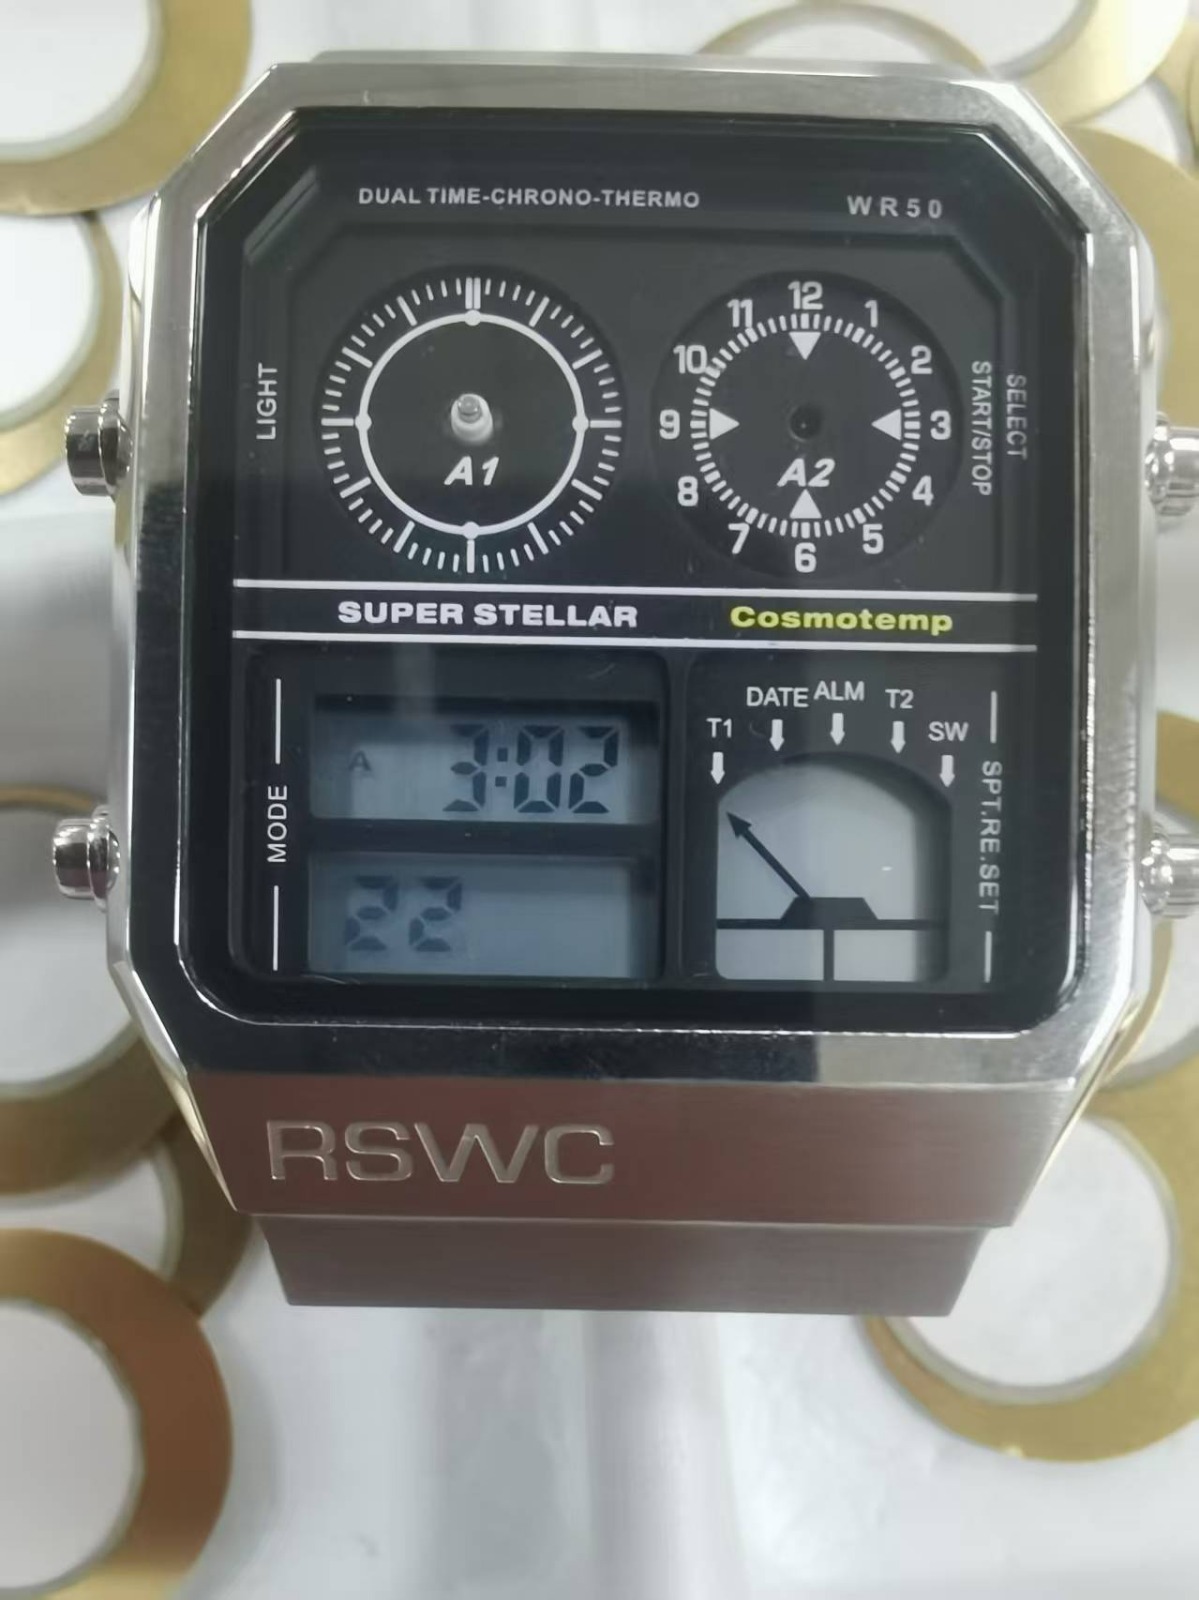 DUAL TIME-CHRONO-THERMO
WR50
LIGHT
A1
12
1
2
3
4
5
6
7
8
9
10
11
A2
SELECT
START/STOP
SUPER STELLAR
Cosmotemp
MODE
A 3:02
22
T1
DATE
ALM
T2
SW
SPT.RE.SET
RSWC